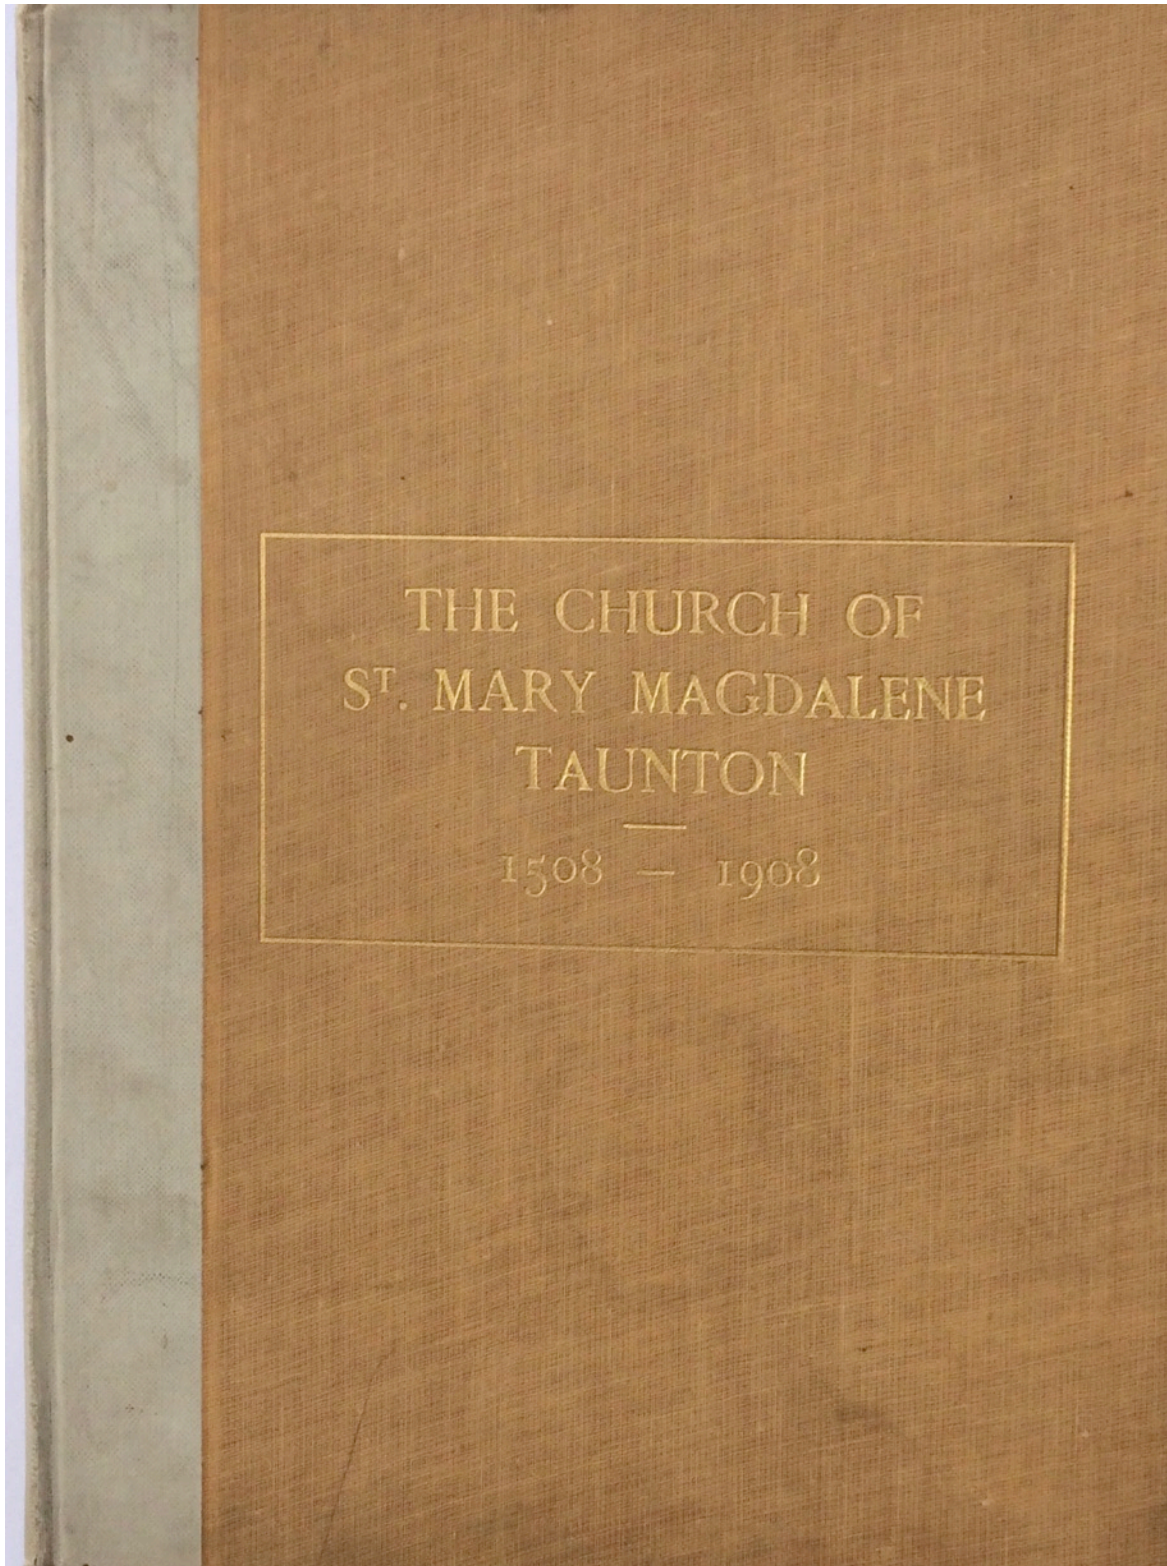 THE CHURCH OF
Sᵀ. MARY MAGDALENE
TAUNTON
1508 — 1908